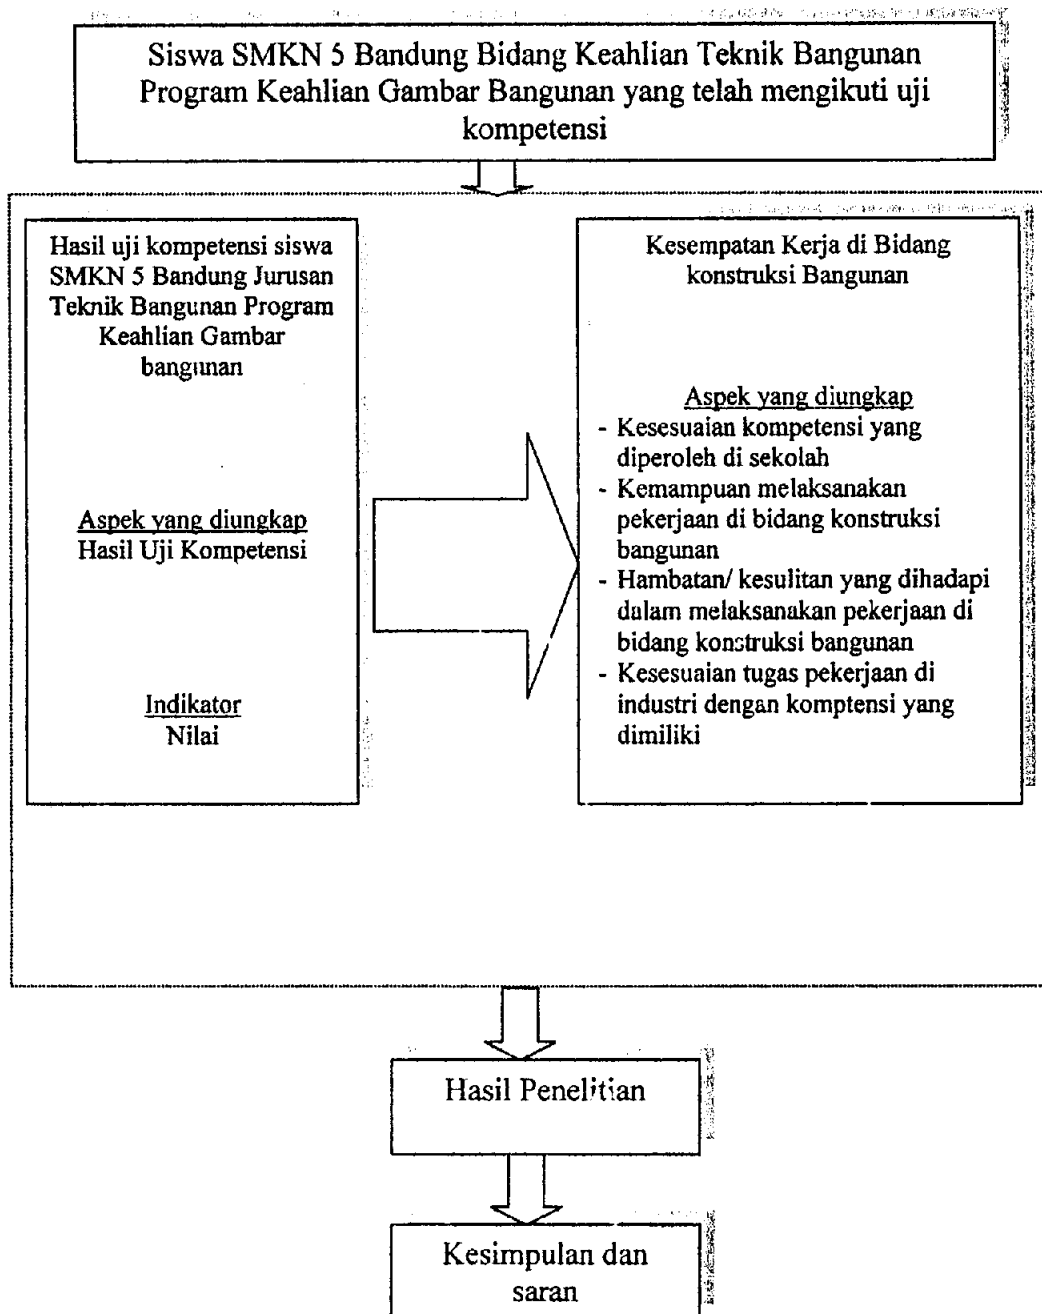 Siswa SMKN 5 Bandung Bidang Keahlian Teknik Bangunan
Program Keahlian Gambar Bangunan yang telah mengikuti uji
kompetensi
Hasil uji kompetensi siswa
SMKN 5 Bandung Jurusan
Teknik Bangunan Program
Keahlian Gambar
bangunan
Aspek yang diungkap
Hasil Uji Kompetensi
Indikator
Nilai
Kesempatan Kerja di Bidang
konstruksi Bangunan
Aspek yang diungkap
- Kesesuaian kompetensi yang
diperoleh di sekolah
- Kemampuan melaksanakan
pekerjaan di bidang konstruksi
bangunan
- Hambatan/ kesulitan yang dihadapi
dalam melaksanakan pekerjaan di
bidang konstruksi bangunan
- Kesesuaian tugas pekerjaan di
industri dengan komptensi yang
dimiliki
Hasil Penelitian
Kesimpulan dan
saran